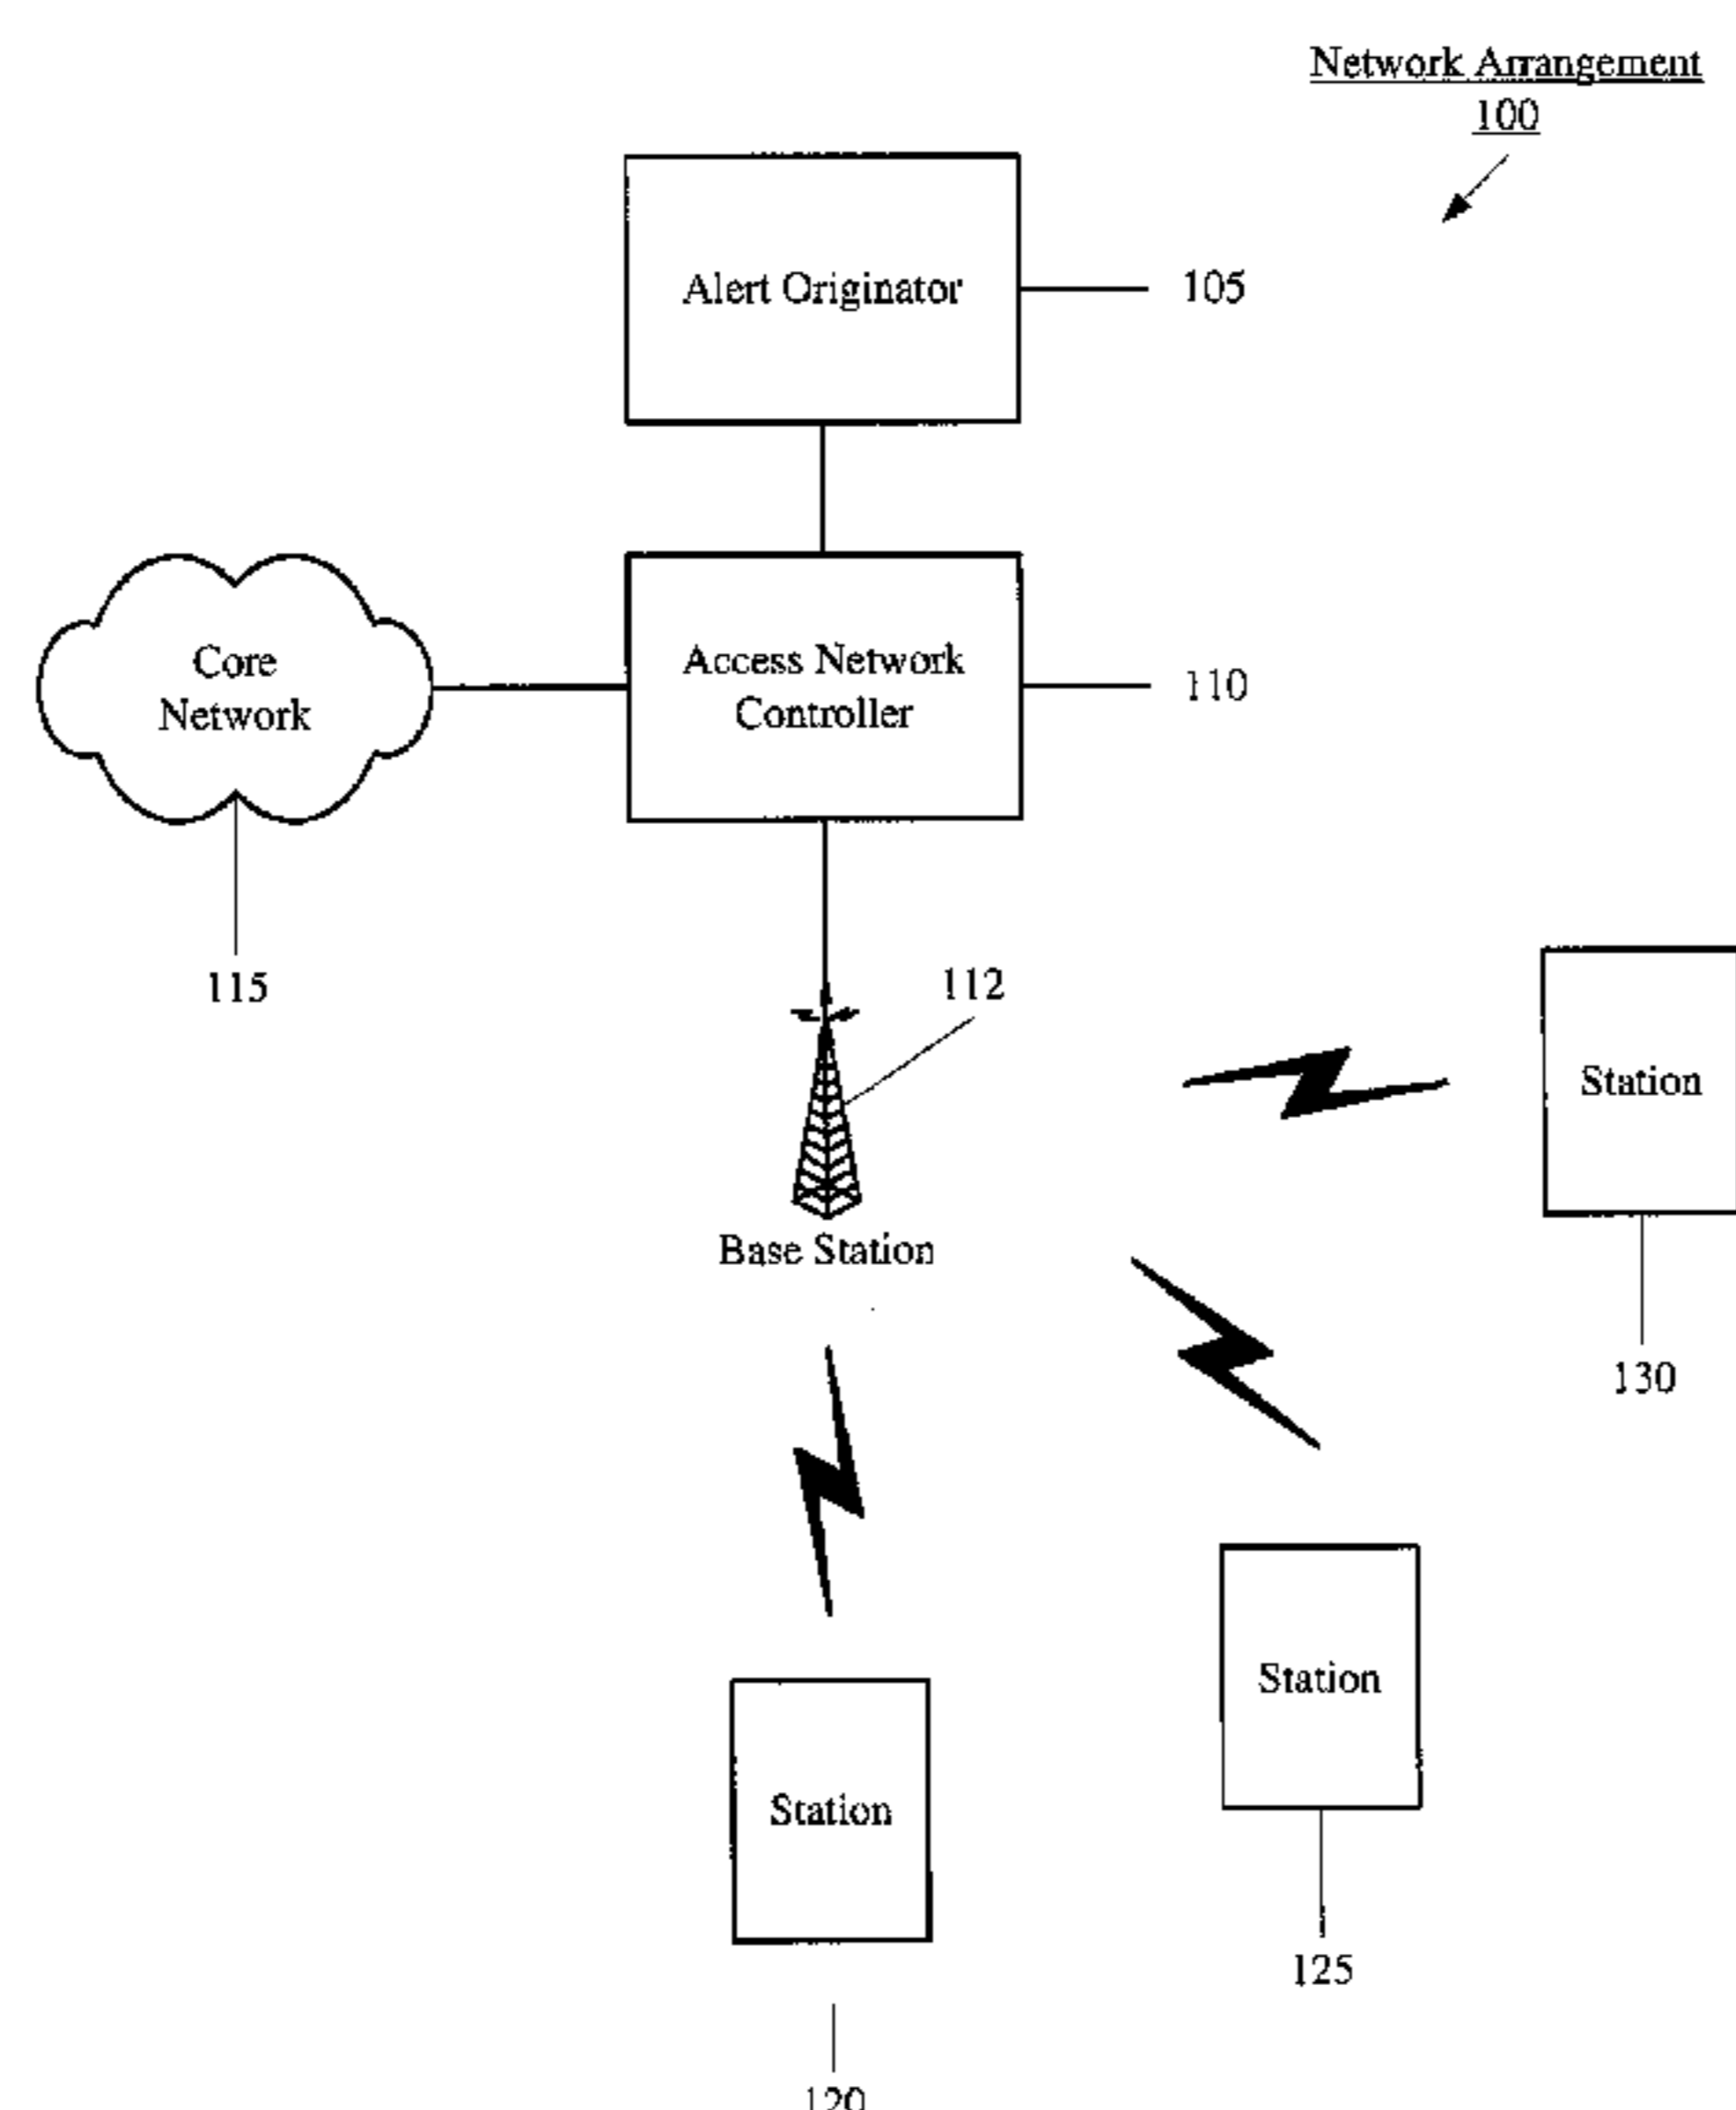 Network Arrangement
100
Alert Originator
105
Core
Network
Access Network
Controller
110
115
112
Station
Base Station
130
Station
Station
125
120